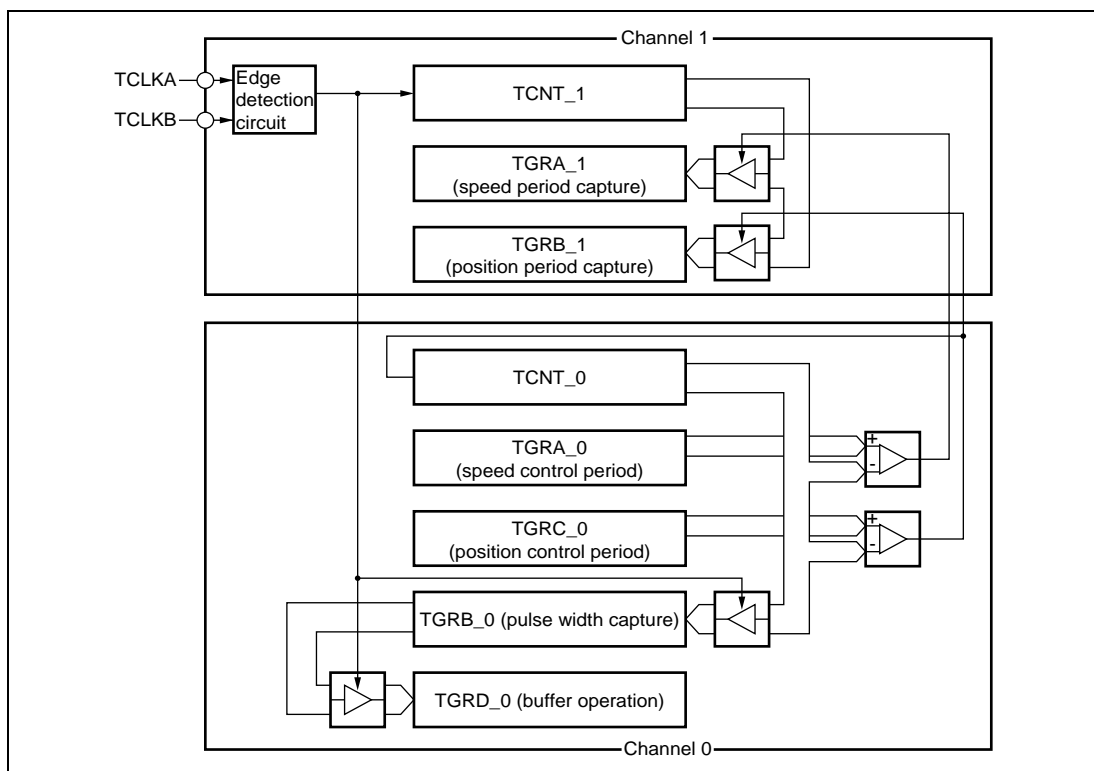 Channel 1
TCLKA
TCLKB
Edge
detection
circuit
TCNT_1
TGRA_1
(speed period capture)
TGRB_1
(position period capture)
TCNT_0
TGRA_0
(speed control period)
+
-
TGRC_0
(position control period)
+
-
TGRB_0 (pulse width capture)
TGRD_0 (buffer operation)
Channel 0